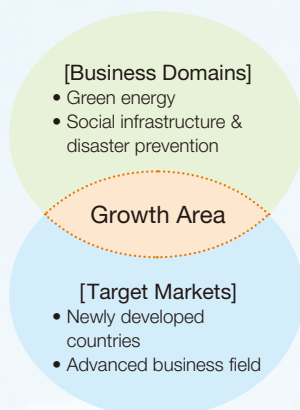 [Business Domains]
• Green energy
• Social infrastructure &
disaster prevention
Growth Area
[Target Markets]
• Newly developed
countries
• Advanced business field